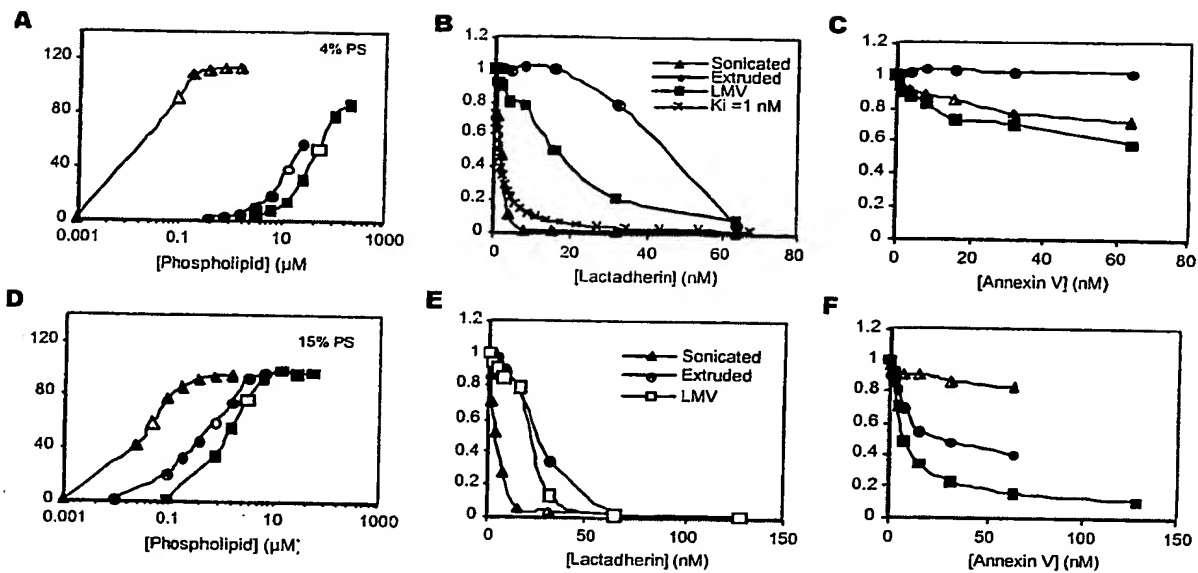 A
4% PS
120
80
40
0
0.001
0.1
10
1000
[Phospholipid] (µM
B
1.2
1
0.8
0.6
0.4
0.2
0
0
20
40
60
80
[Lactadherin] (nM)
Sonicated
Extruded
LMV
Ki =1 nM
C
1.2
1
0.8
0.6
0.4
0.2
0
0
20
40
60
80
[Annexin V] (nM)
D
15% PS
120
80
40
0
0.001
0.1
10
1000
[Phospholipid] (µM)
E
1.2
1
0.8
0.6
0.4
0.2
0
0
50
100
150
[Lactadherin] (nM)
Sonicated
Extruded
LMV
F
1.2
1
0.8
0.6
0.4
0.2
0
0
50
100
150
[Annexin V] (nM)